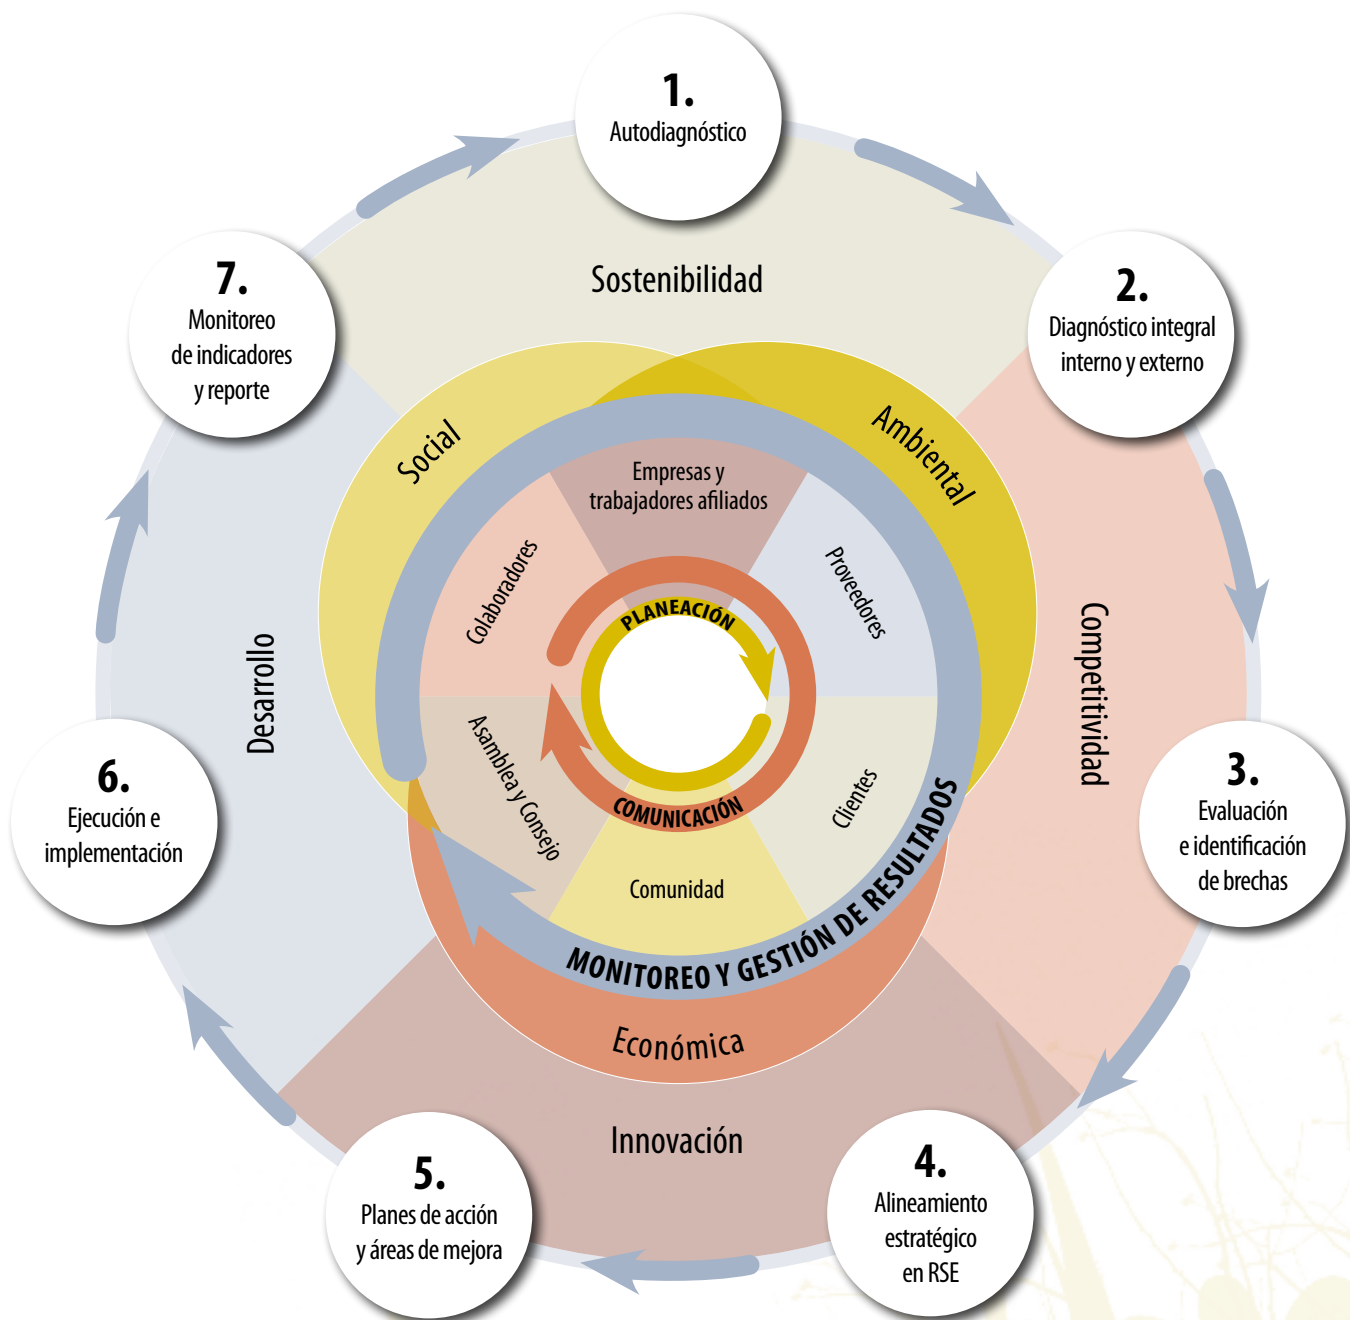 1.
Autodiagnóstico
Sostenibilidad
7.
Monitoreo
de indicadores
y reporte
2.
Diagnóstico integral
interno y externo
Social
Ambiental
Empresas y
trabajadores afiliados
Colaboradores
Proveedores
PLANEACIÓN
Desarrollo
Competitividad
Asamblea y Consejo
Clientes
COMUNICACIÓN
Comunidad
MONITOREO Y GESTIÓN DE RESULTADOS
6.
Ejecución e
implementación
3.
Evaluación
e identificación
de brechas
Económica
Innovación
5.
Planes de acción
y áreas de mejora
4.
Alineamiento
estratégico
en RSE